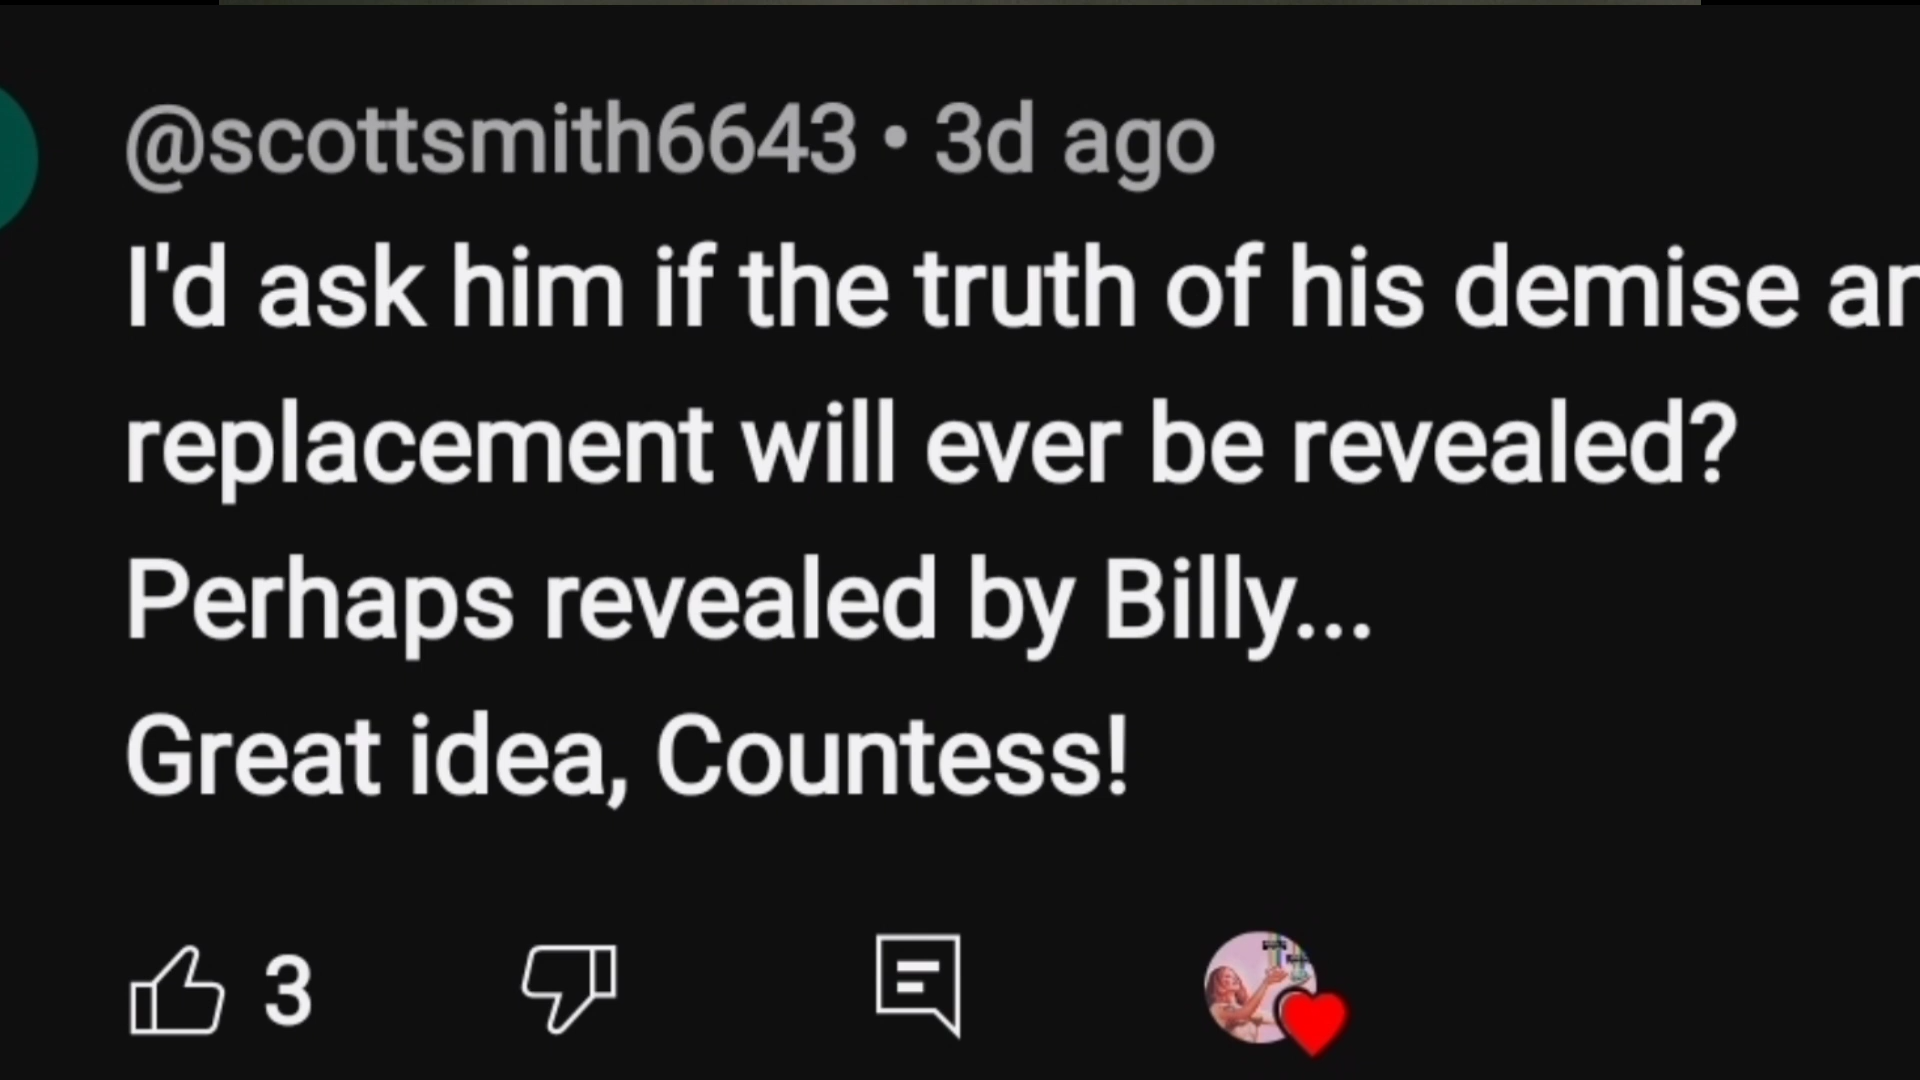 @scottsmith6643 • 3d ago
I'd ask him if the truth of his demise
replacement will ever be revealed?
Perhaps revealed by Billy...
Great idea, Countess!
3